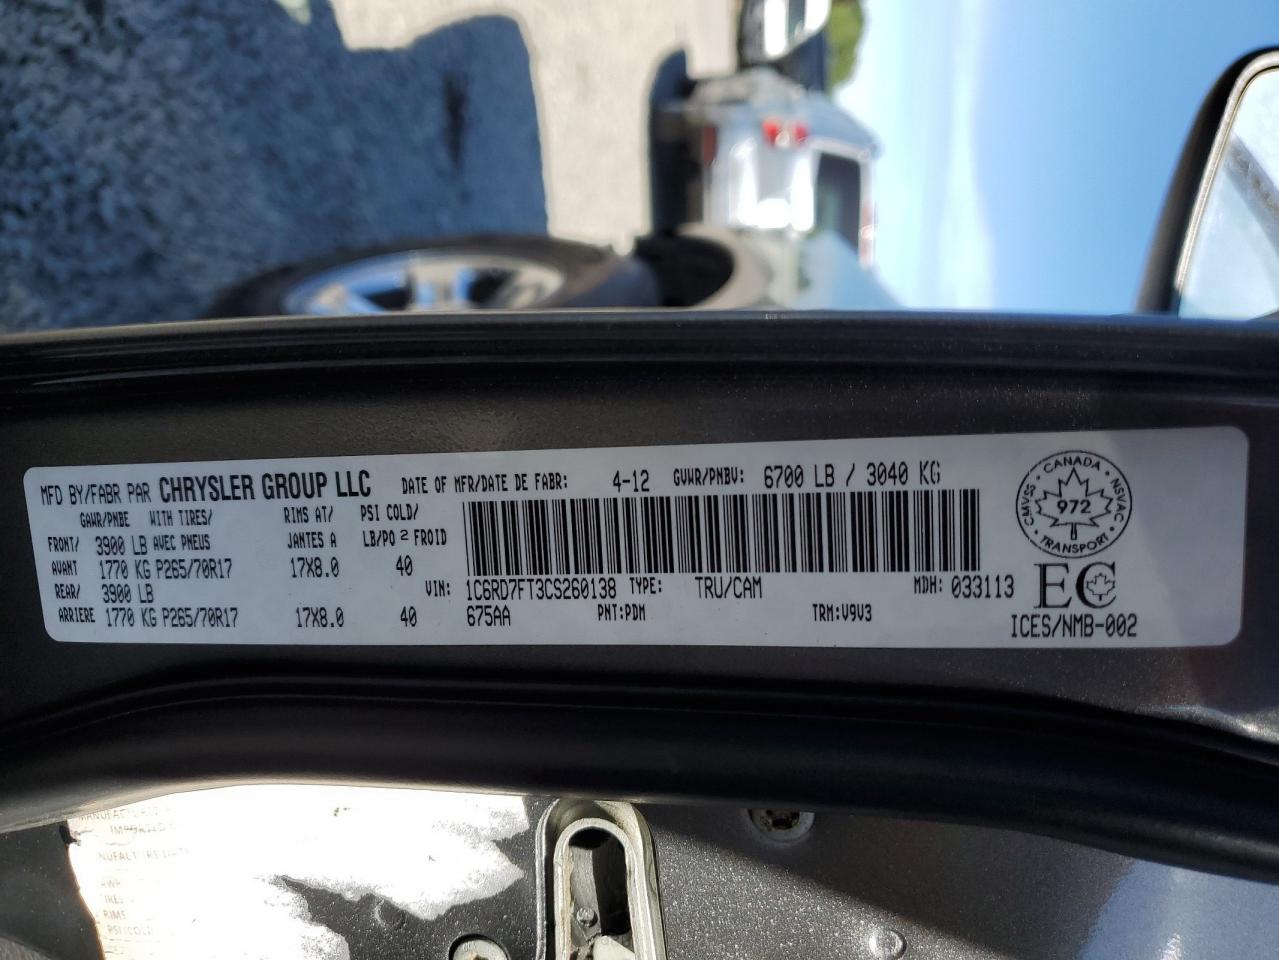 MFD BY/FABR PAR CHRYSLER GROUP LLC DATE OF MFR/DATE DE FABR: 4-12 GVWR/PNBV: 6700 LB / 3040 KG
GAWR/PNBE WITH TIRES/ RIMS AT/ PSI COLD/
FRONT/ 3900 LB AVEC PNEUS JANTES A LB/PO² FROID
AVANT 1770 KG P265/70R17 17X8.0 40
REAR/ 3900 LB VIN: 1C6RD7FT3CS260138 TYPE: TRU/CAM MDH: 033113
ARRIERE 1770 KG P265/70R17 17X8.0 40 675AA PNT:PDM TRM:V9V3
CANADA
CMVSS 972 NSVAC
TRANSPORT
EC
ICES/NMB-002
RIMS